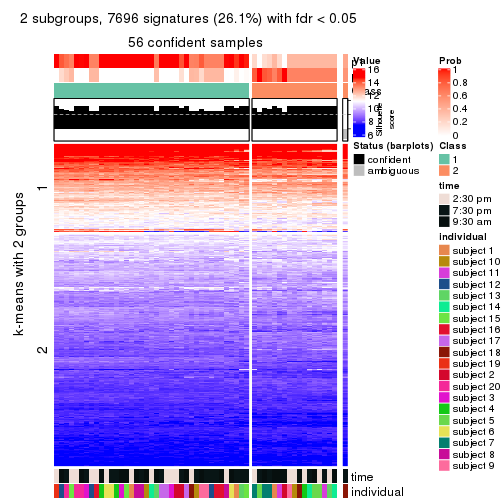 2 subgroups, 7696 signatures (26.1%) with fdr < 0.05
56 confident samples
1
2
k-means with 2 groups
Value
16
14
12
10
8
6
Silhouette
score
Prob
1
0.8
0.6
0.4
0.2
0
Status (barplots)
confident
ambiguous
Class
1
2
time
2:30 pm
7:30 pm
9:30 am
individual
subject 1
subject 10
subject 11
subject 12
subject 13
subject 14
subject 15
subject 16
subject 17
subject 18
subject 19
subject 2
subject 20
subject 3
subject 4
subject 5
subject 6
subject 7
subject 8
subject 9
time
individual